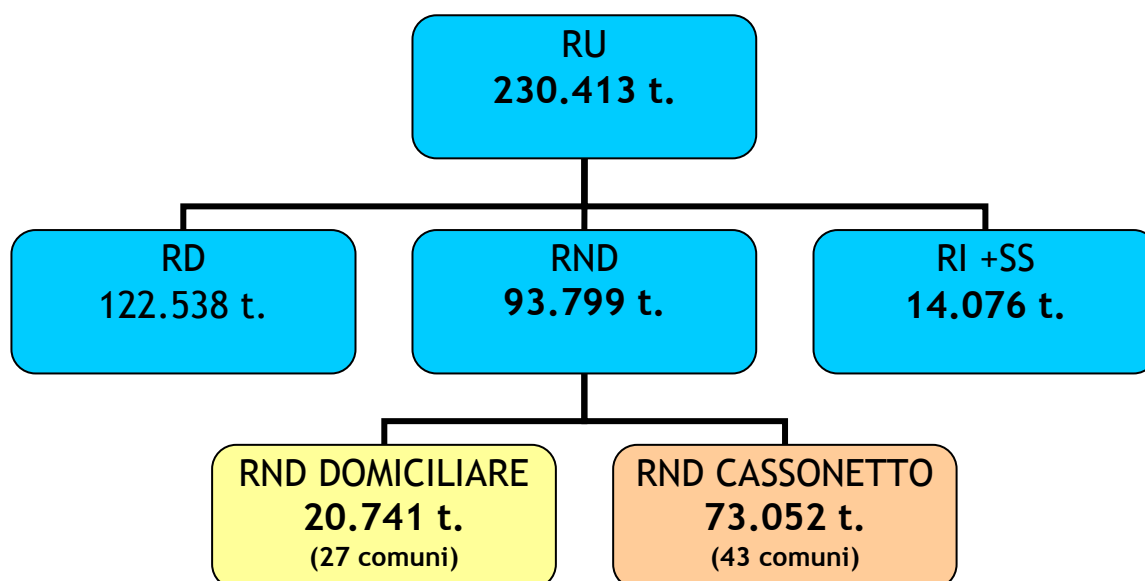 RU
230.413 t.
RD
122.538 t.
RND
93.799 t.
RI +SS
14.076 t.
RND DOMICILIARE
20.741 t.
(27 comuni)
RND CASSONETTO
73.052 t.
(43 comuni)